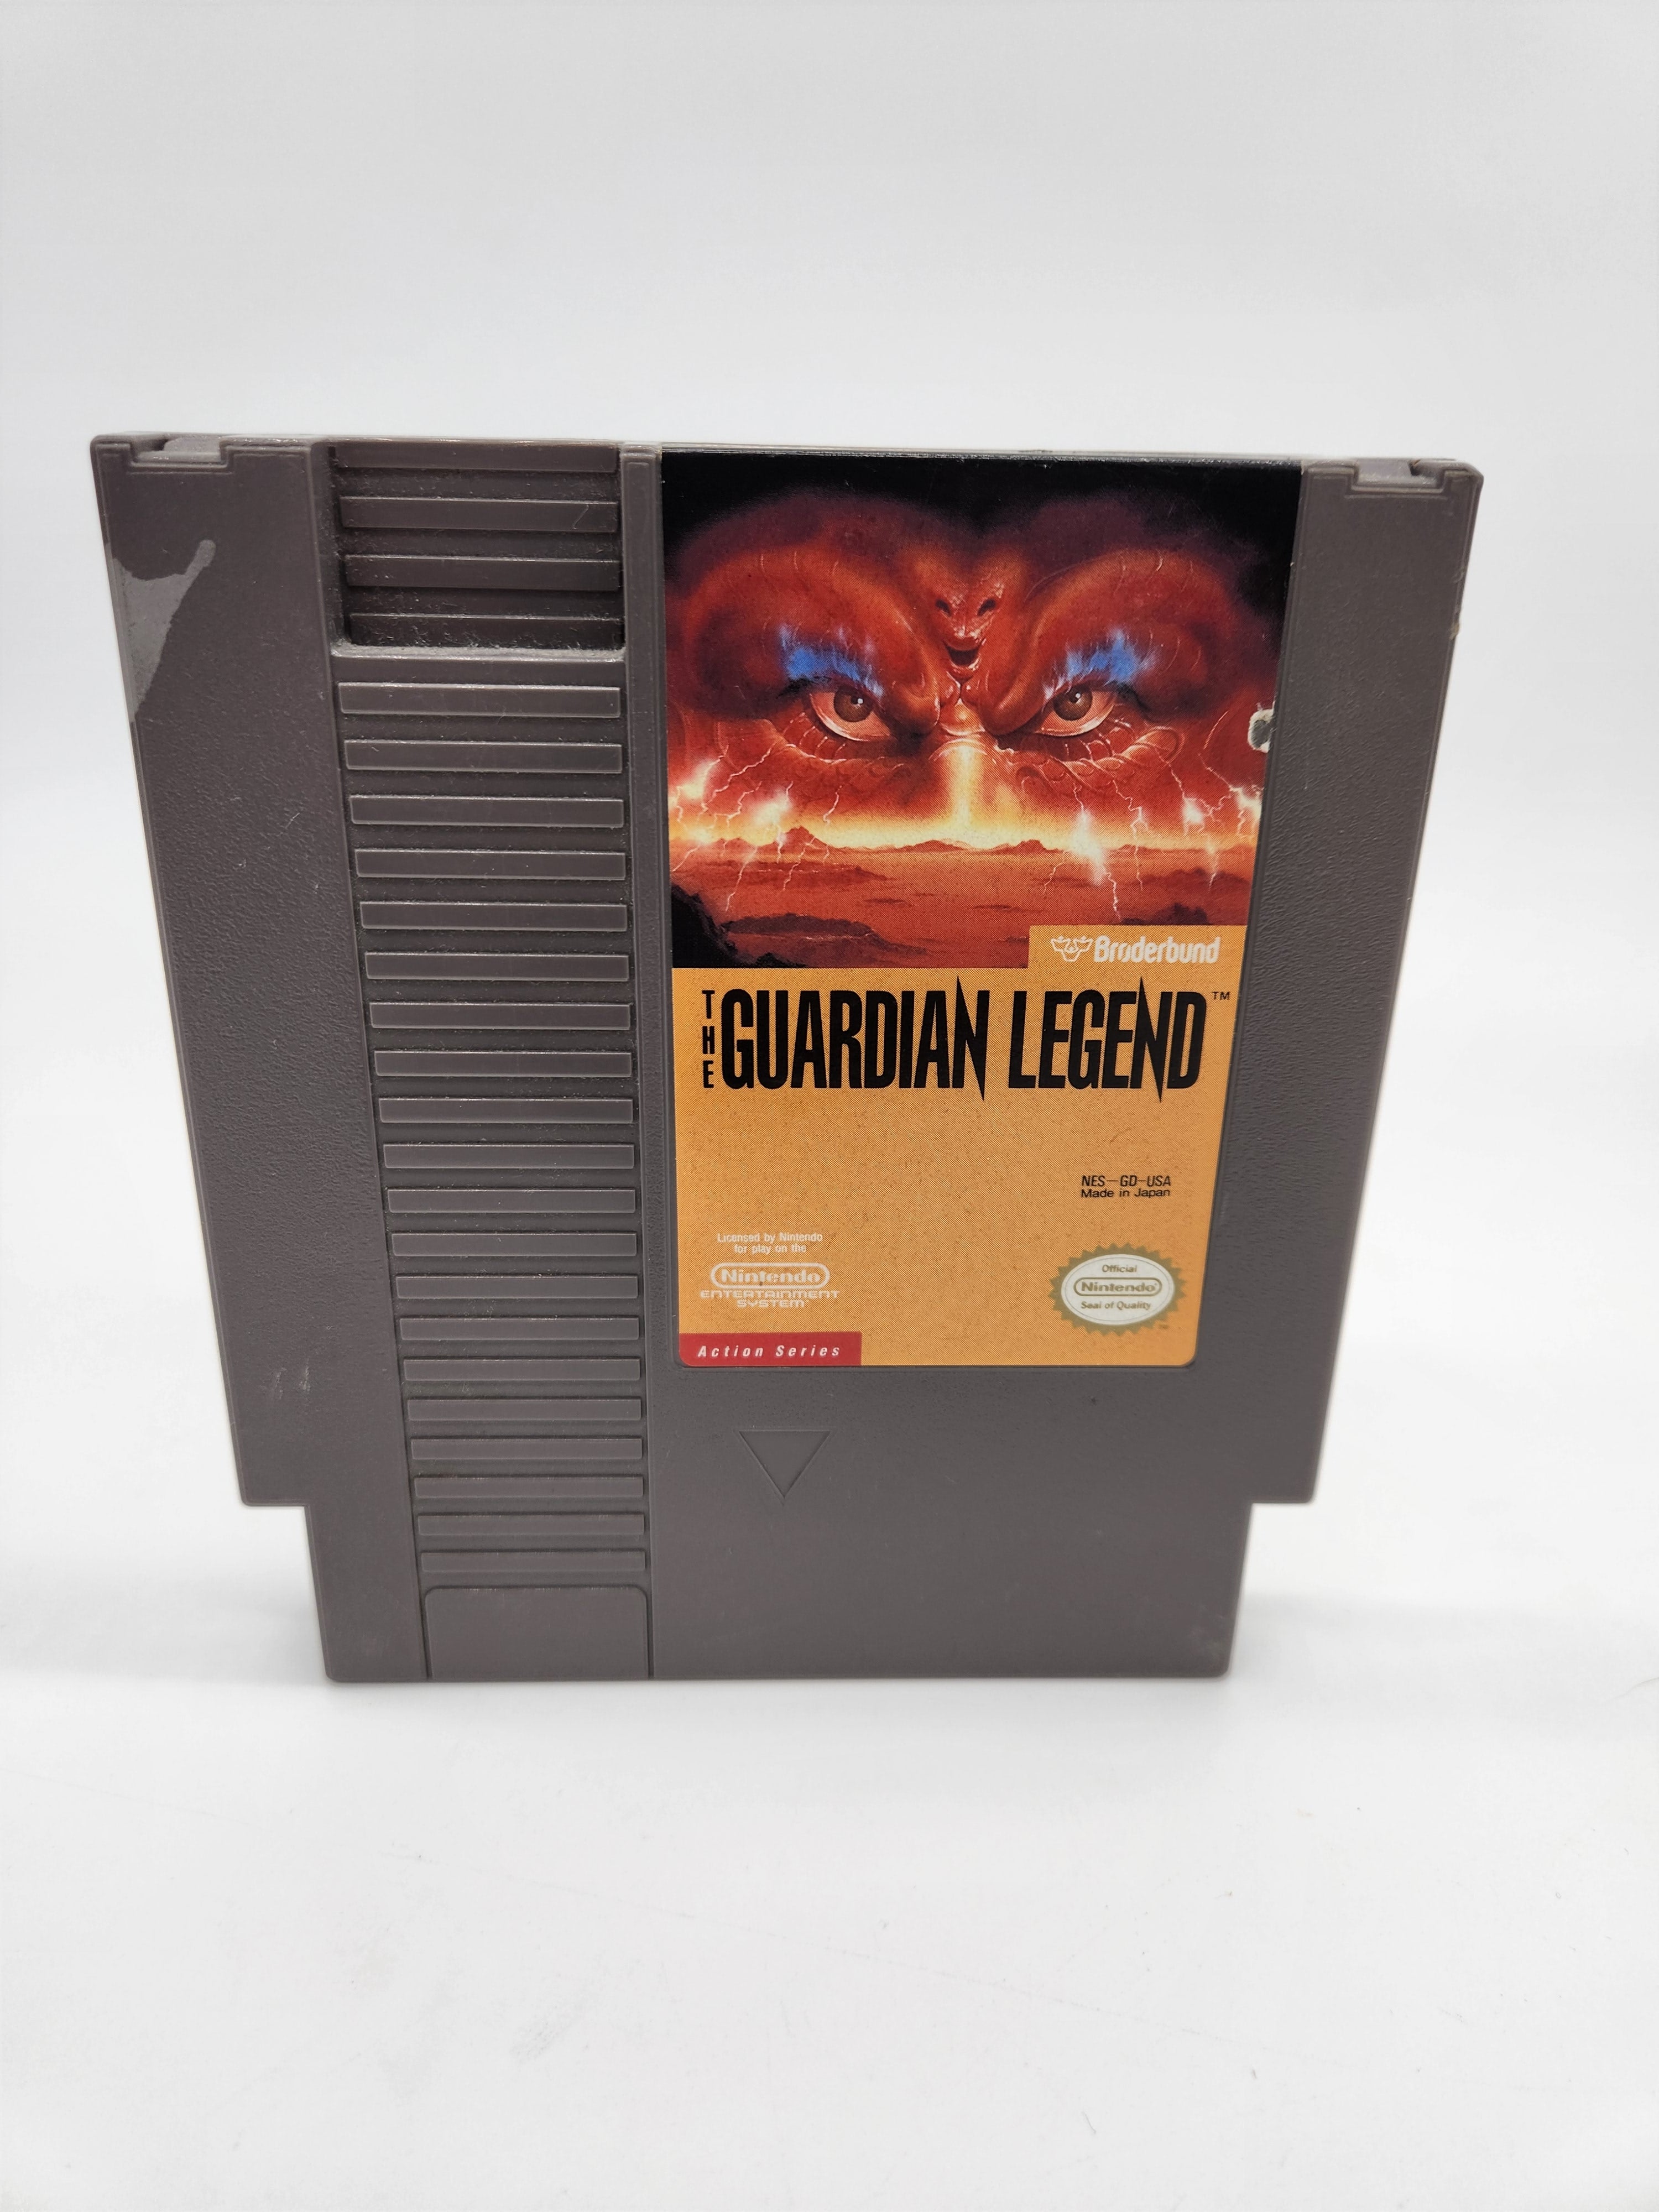 Brøderbund
THE GUARDIAN LEGEND™
NES-GD-USA
Made in Japan
Licensed by Nintendo
for play on the
Nintendo
ENTERTAINMENT
SYSTEM
Official
Nintendo
Seal of Quality
Action Series